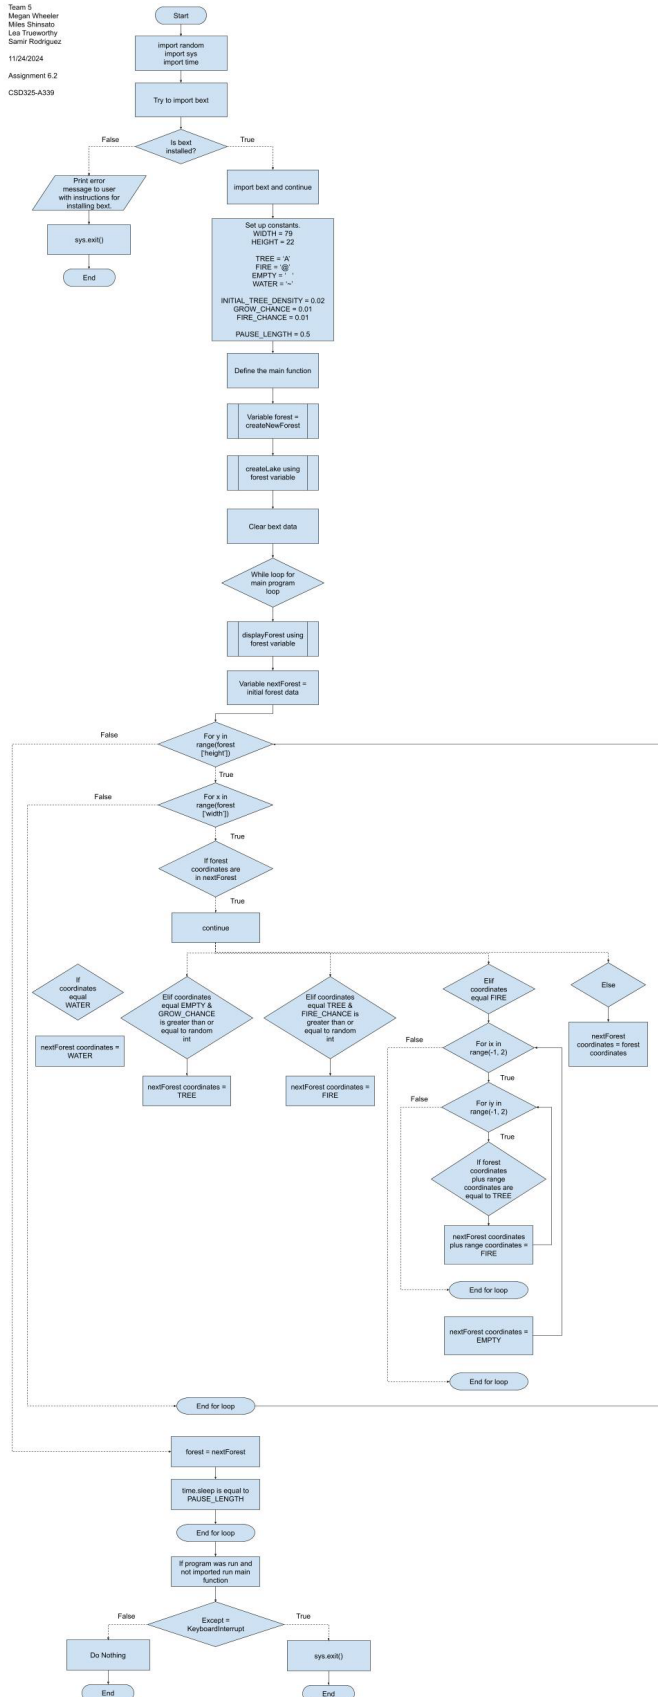 Team 5
Megan Wheeler
Miles Shinsato
Lea Trueworthy
Samir Rodriguez
11/24/2024
Assignment 6.2
CSD325-A339
Start
import random
import sys
import time
Try to import bext
Is bext
installed?
False
True
Print error
message to user
with instructions for
installing bext.
sys.exit()
End
import bext and continue
Set up constants.
WIDTH = 79
HEIGHT = 22
TREE = 'A'
FIRE = '@'
EMPTY = ' '
WATER = '~'
INITIAL_TREE_DENSITY = 0.02
GROW_CHANCE = 0.01
FIRE_CHANCE = 0.01
PAUSE_LENGTH = 0.5
Define the main function
Variable forest =
createNewForest
createLake using
forest variable
Clear bext data
While loop for
main program
loop
displayForest using
forest variable
Variable nextForest =
initial forest data
False
For y in
range(forest
['height'])
True
False
For x in
range(forest
['width'])
True
If forest
coordinates are
in nextForest
True
continue
If
coordinates
equal
WATER
nextForest coordinates =
WATER
Elif coordinates
equal EMPTY &
GROW_CHANCE
is greater than or
equal to random
int
nextForest coordinates =
TREE
Elif coordinates
equal TREE &
FIRE_CHANCE is
greater than or
equal to random
int
nextForest coordinates =
FIRE
Elif
coordinates
equal FIRE
False
For ix in
range(-1, 2)
True
False
For iy in
range(-1, 2)
True
If forest
coordinates
plus range
coordinates are
equal to TREE
nextForest coordinates
plus range coordinates =
FIRE
End for loop
nextForest coordinates =
EMPTY
End for loop
Else
nextForest
coordinates = forest
coordinates
End for loop
forest = nextForest
time.sleep is equal to
PAUSE_LENGTH
End for loop
If program was run and
not imported run main
function
False
Except =
KeyboardInterrupt
True
Do Nothing
End
sys.exit()
End